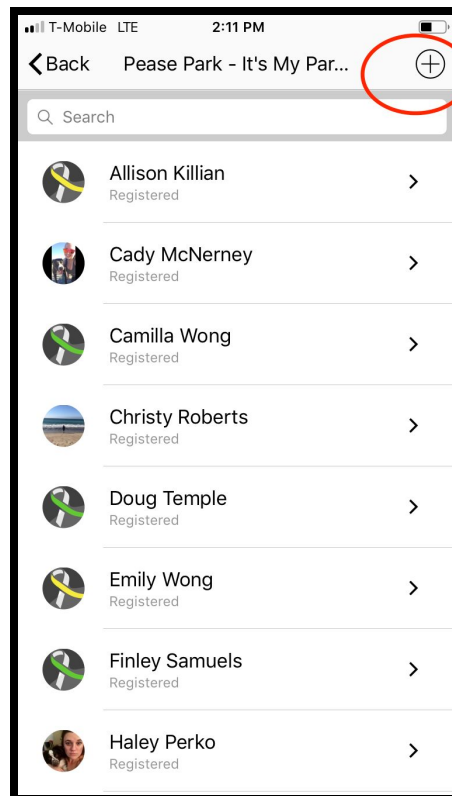 T-Mobile LTE 2:11 PM
Back Pease Park - It's My Par...
Search
Allison Killian
Registered
Cady McNerney
Registered
Camilla Wong
Registered
Christy Roberts
Registered
Doug Temple
Registered
Emily Wong
Registered
Finley Samuels
Registered
Haley Perko
Registered